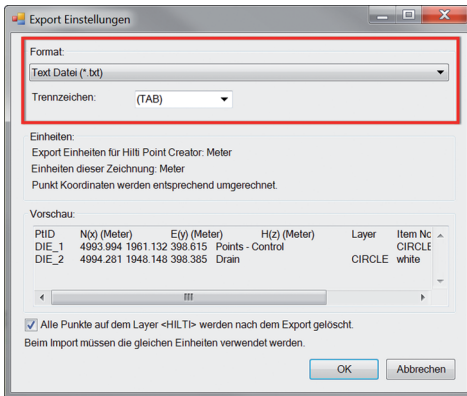 Export Einstellungen
Format:
Text Datei (*.txt)
Trennzeichen: (TAB)
Einheiten:
Export Einheiten für Hilti Point Creator: Meter
Einheiten dieser Zeichnung: Meter
Punkt Koordinaten werden entsprechend umgerechnet.
Vorschau:
PtID N(x) (Meter) E(y) (Meter) H(z) (Meter) Layer Item Nc
DIE_1 4993.994 1961.132 398.615 Points - Control CIRCLE
DIE_2 4994.281 1948.148 398.385 Drain CIRCLE white
Alle Punkte auf dem Layer <HILTI> werden nach dem Export gelöscht.
Beim Import müssen die gleichen Einheiten verwendet werden.
OK Abbrechen